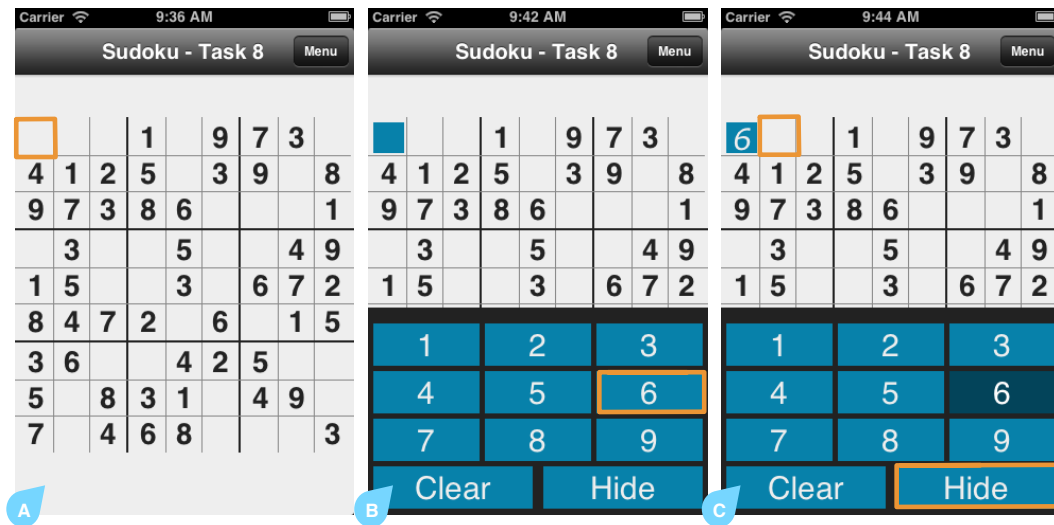 Carrier 9:36 AM
Sudoku - Task 8 Menu
1 9 7 3
4 1 2 5 3 9 8
9 7 3 8 6 1
3 5 4 9
1 5 3 6 7 2
8 4 7 2 6 1 5
3 6 4 2 5
5 8 3 1 4 9
7 4 6 8 3
A
Carrier 9:42 AM
Sudoku - Task 8 Menu
1 9 7 3
4 1 2 5 3 9 8
9 7 3 8 6 1
3 5 4 9
1 5 3 6 7 2
1 2 3
4 5 6
7 8 9
Clear Hide
B
Carrier 9:44 AM
Sudoku - Task 8 Menu
6 1 9 7 3
4 1 2 5 3 9 8
9 7 3 8 6 1
3 5 4 9
1 5 3 6 7 2
1 2 3
4 5 6
7 8 9
Clear Hide
C